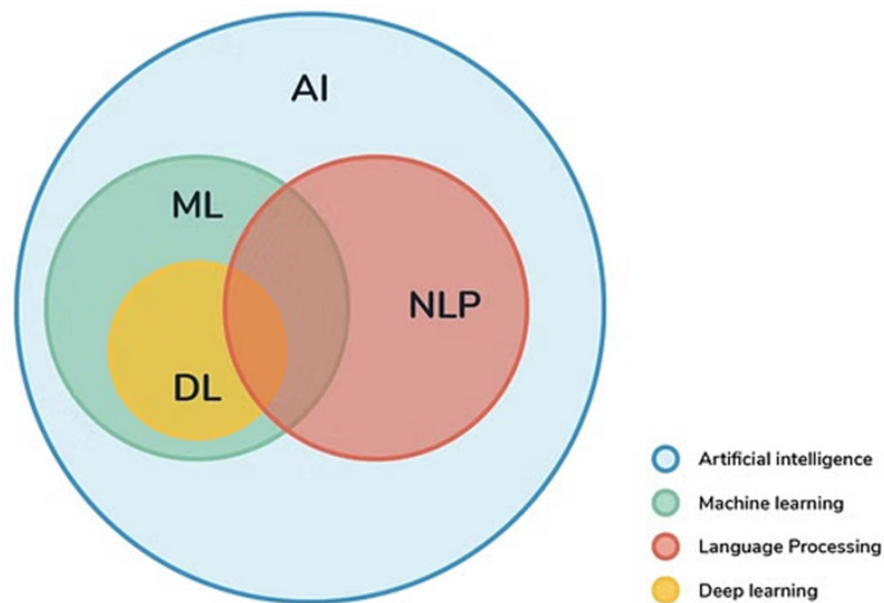 AI
ML
NLP
DL
Artificial intelligence
Machine learning
Language Processing
Deep learning